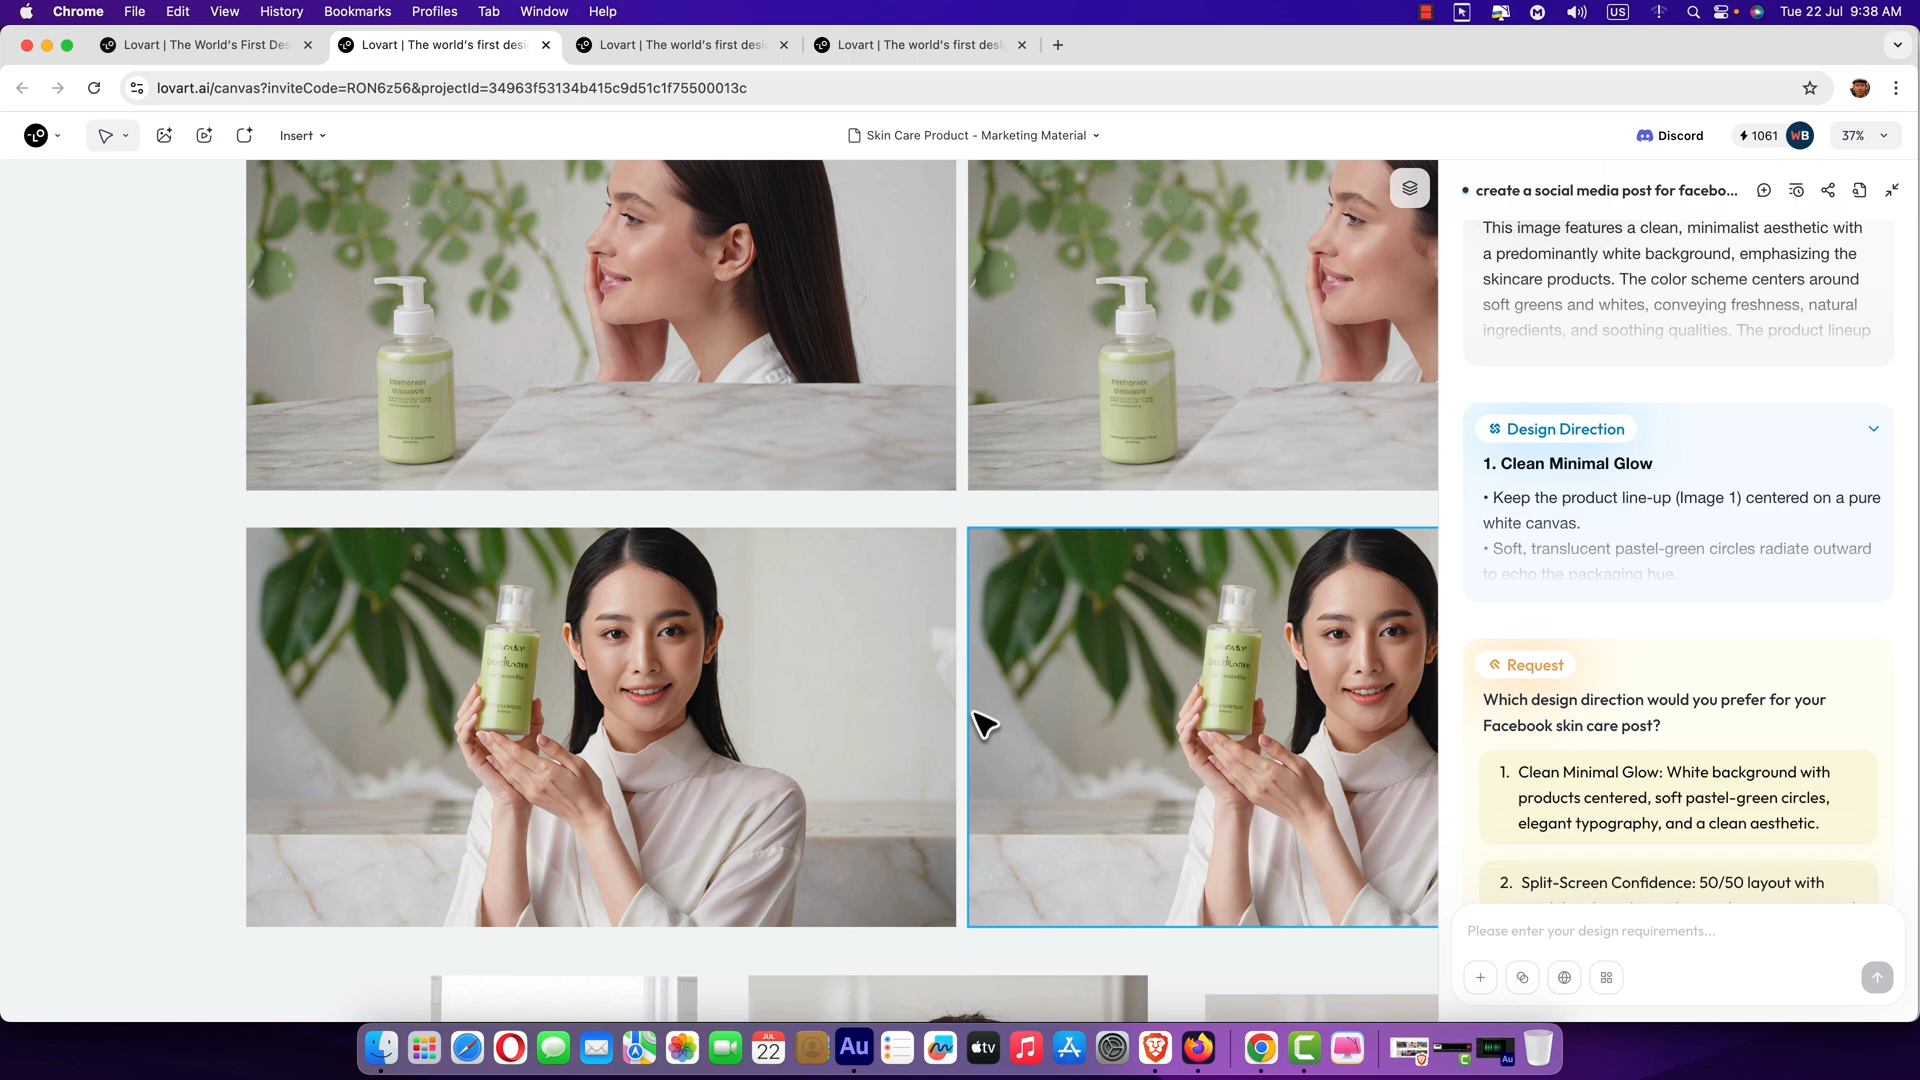 Chrome File Edit View History Bookmarks Profiles Tab Window Help
US
Tue 22 Jul 9:38 AM
Lovart | The World's First Des
Lovart | The world's first desi
Lovart | The world's first desi
Lovart | The world's first desi
lovart.ai/canvas?inviteCode=RON6z56&projectId=34963f53134b415c9d51c1f75500013c
Insert
Skin Care Product - Marketing Material
Discord
1061
WB
37%
create a social media post for facebo...
This image features a clean, minimalist aesthetic with
a predominantly white background, emphasizing the
skincare products. The color scheme centers around
soft greens and whites, conveying freshness, natural
ingredients, and soothing qualities. The product lineup
Design Direction
1. Clean Minimal Glow
• Keep the product line-up (Image 1) centered on a pure
white canvas.
• Soft, translucent pastel-green circles radiate outward
to echo the packaging hue.
Request
Which design direction would you prefer for your
Facebook skin care post?
1. Clean Minimal Glow: White background with
products centered, soft pastel-green circles,
elegant typography, and a clean aesthetic.
2. Split-Screen Confidence: 50/50 layout with
Please enter your design requirements...
JUL
22
Au
tv
Au